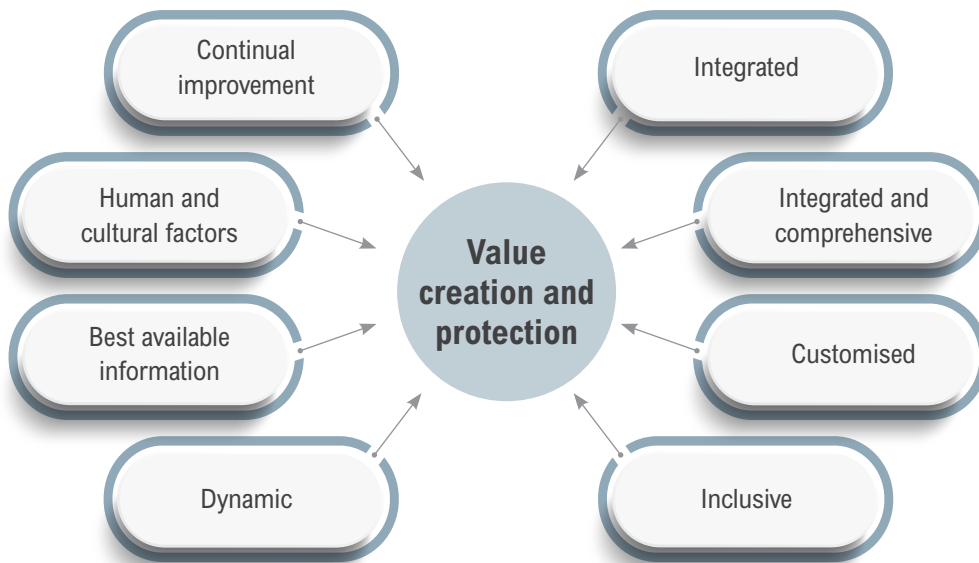 Continual
improvement
Integrated
Human and
cultural factors
Integrated and
comprehensive
Value
creation and
protection
Best available
information
Customised
Dynamic
Inclusive